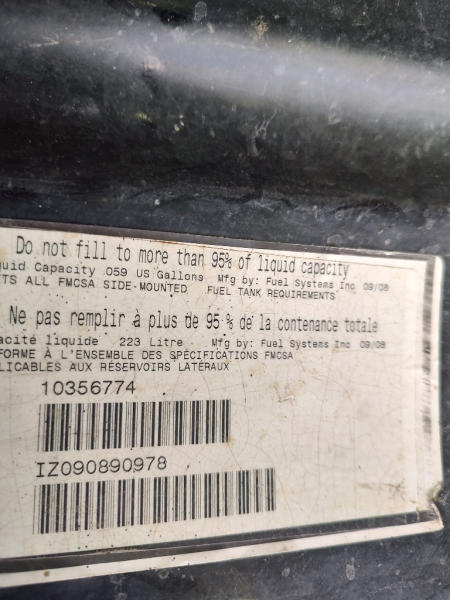 Do not fill to more than 95% of liquid capacity
quid Capacity 059 US Gallons Mfg by: Fuel Systems Inc 09/08
ETS ALL FMCSA SIDE-MOUNTED FUEL TANK REQUIREMENTS
Ne pas remplir à plus de 95 % de la contenance totale
acité liquide 223 Litre Mfg by: Fuel Systems Inc 09/08
FORME À L'ENSEMBLE DES SPÉCIFICATIONS FMCSA
PLICABLES AUX RÉSERVOIRS LATÉRAUX
10356774
IZ090890978